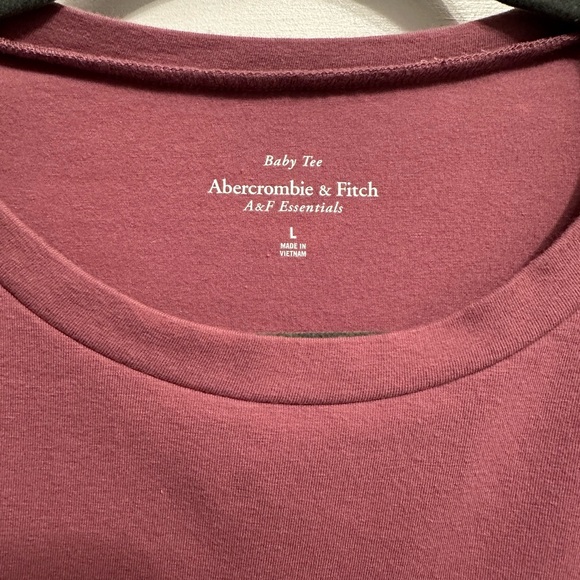 Baby Tee
Abercrombie & Fitch
A&F Essentials
L
MADE IN
VIETNAM